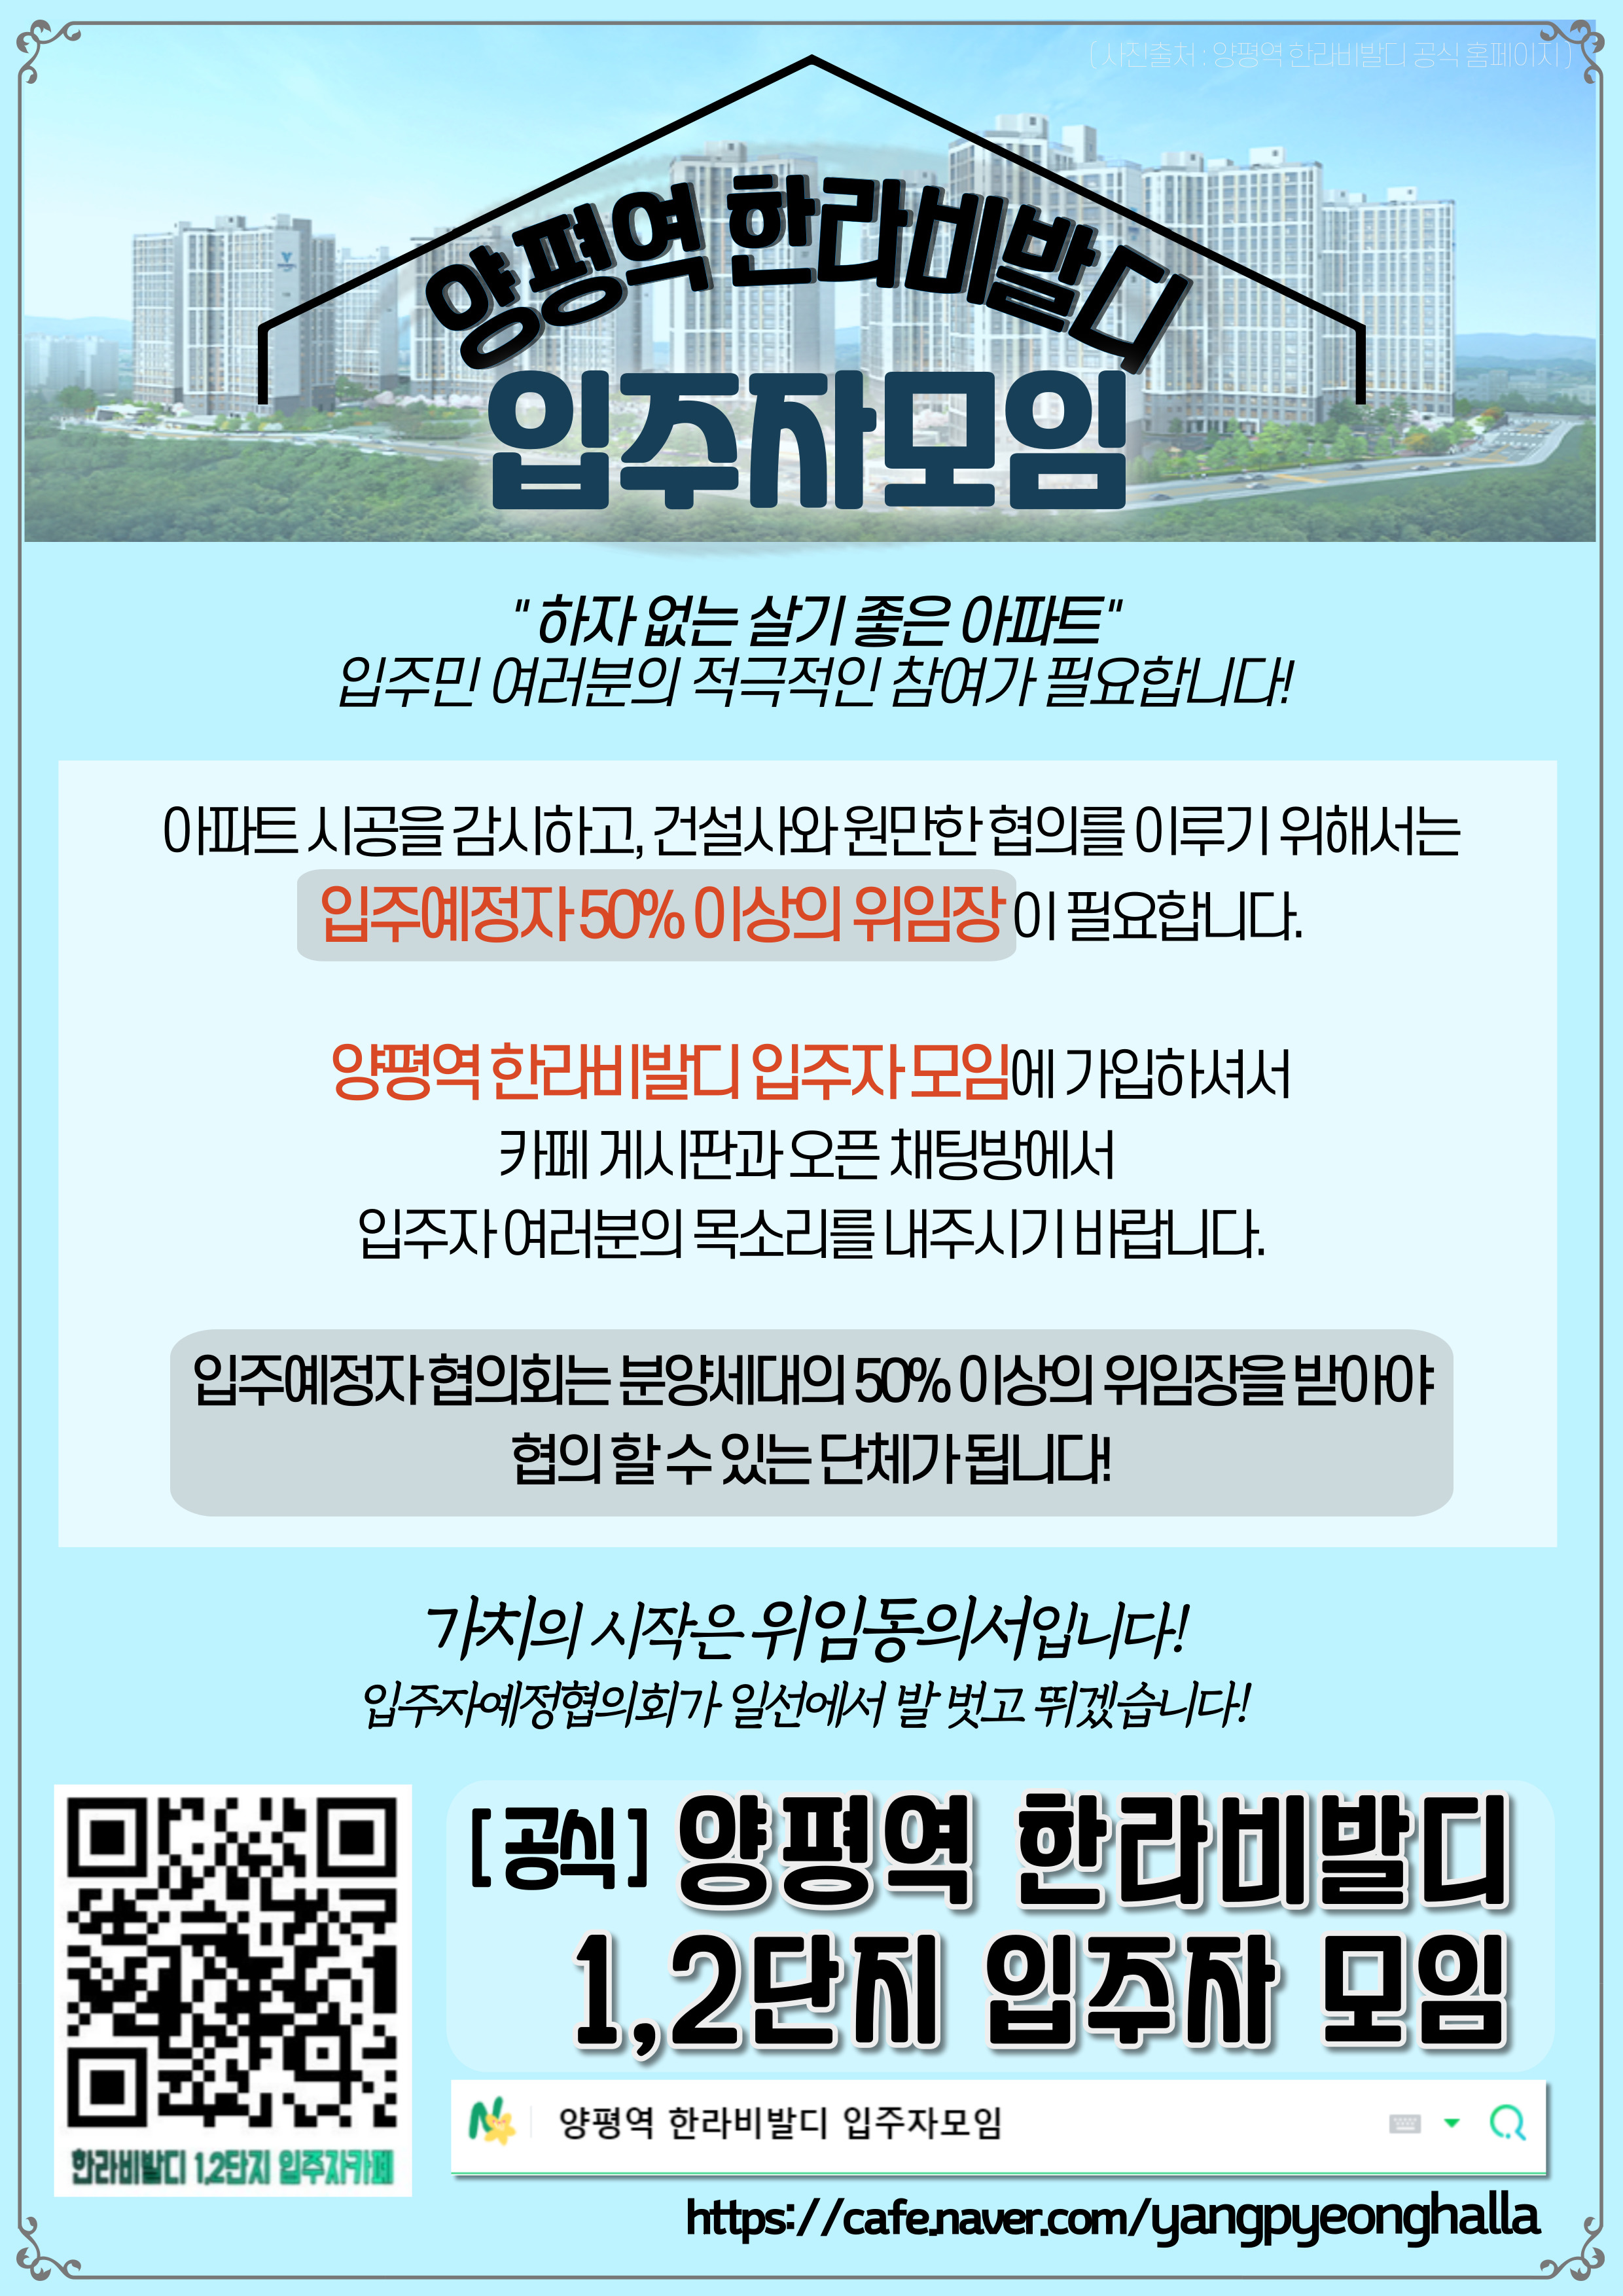 ( 사진출처 : 양평역 한라비발디 공식 홈페이지 )
양평역 한라비발디
입주자모임
" 하자 없는 살기 좋은 아파트"
입주민 여러분의 적극적인 참여가 필요합니다!
아파트 시공을 감시하고, 건설사와 원만한 협의를 이루기 위해서는
입주예정자 50% 이상의 위임장이 필요합니다.
양평역 한라비발디 입주자 모임에 가입하셔서
카페 게시판과 오픈 채팅방에서
입주자 여러분의 목소리를 내주시기 바랍니다.
입주예정자 협의회는 분양세대의 50% 이상의 위임장을 받아야
협의 할 수 있는 단체가 됩니다!
가치의 시작은 위임동의서입니다!
입주자예정협의회가 일선에서 발 벗고 뛰겠습니다!
[공식] 양평역 한라비발디
1,2단지 입주자 모임
한라비발디 1,2단지 입주자카페
양평역 한라비발디 입주자모임
https://cafe.naver.com/yangpyeonghalla